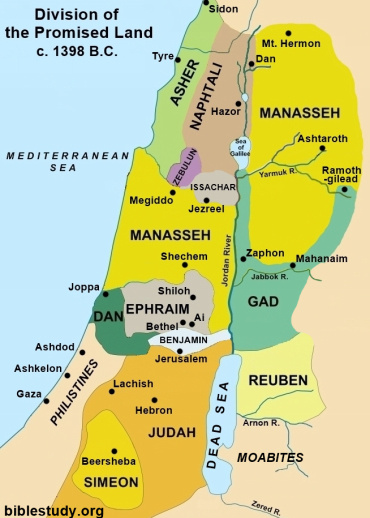 Division of
the Promised Land
c. 1398 B.C.
Sidon
Mt. Hermon
Tyre
Dan
ASHER
NAPHTALI
Hazor
MANASSEH
Sea
of
Galilee
Ashtaroth
MEDITERRANEAN
SEA
ZEBULUN
Yarmuk R.
Ramoth
-gilead
ISSACHAR
Megiddo
Jezreel
MANASSEH
Jordan River
Shechem
Zaphon
Mahanaim
Jabbok R.
Joppa
Shiloh
DAN
EPHRAIM
GAD
Bethel
Ai
BENJAMIN
Ashdod
Jerusalem
Ashkelon
PHILISTINES
REUBEN
Gaza
Lachish
Hebron
DEAD SEA
Arnon R.
JUDAH
Beersheba
MOABITES
SIMEON
Zered R.
biblestudy.org